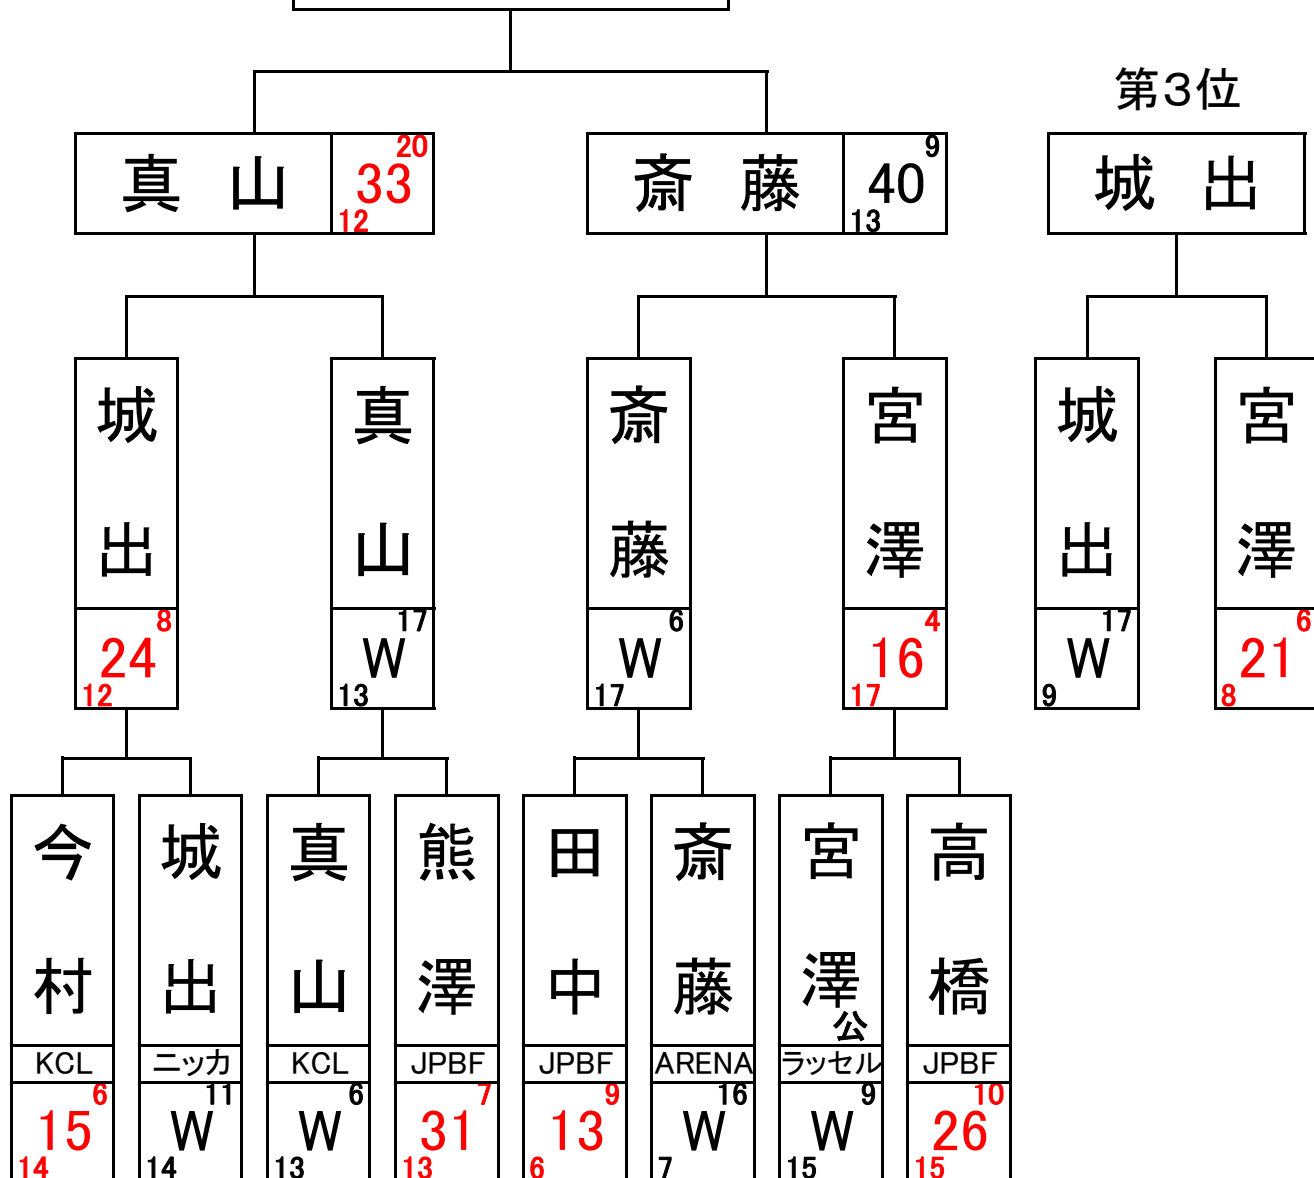 第3位
真山 33 20 12
斎藤 40 9 13
城出
城出 24 8 12
真山 W 17 13
斎藤 W 6 17
宮澤 16 4 17
城出 W 17 9
宮澤 21 6 8
今村 KCL 15 6 14
城出 ニッカ W 11 14
真山 KCL W 6 13
熊澤 JPBF 31 7 13
田中 JPBF 13 9 6
斎藤 ARENA W 16 7
宮澤公 ラッセル W 9 15
高橋 JPBF 26 10 15